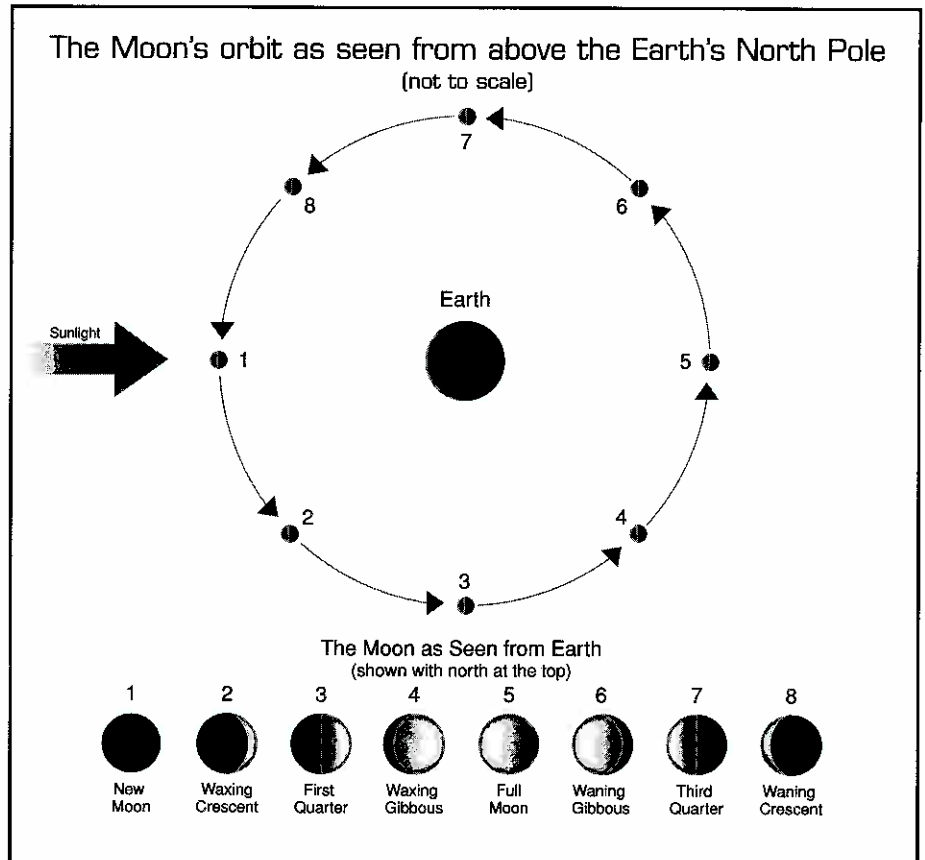 The Moon's orbit as seen from above the Earth's North Pole
(not to scale)
7
8
6
Earth
Sunlight
1
5
2
4
3
The Moon as Seen from Earth
(shown with north at the top)
1 2 3 4 5 6 7 8
New Waxing First Waxing Full Waning Third Waning
Moon Crescent Quarter Gibbous Moon Gibbous Quarter Crescent